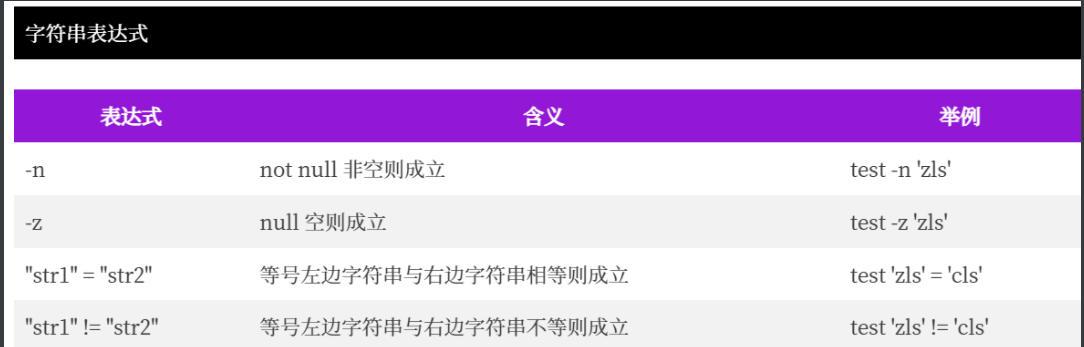 字符串表达式
表达式 含义 举例
-n not null 非空则成立 test -n 'zls'
-z null 空则成立 test -z 'zls'
"str1" = "str2" 等号左边字符串与右边字符串相等则成立 test 'zls' = 'cls'
"str1" != "str2" 等号左边字符串与右边字符串不等则成立 test 'zls' != 'cls'